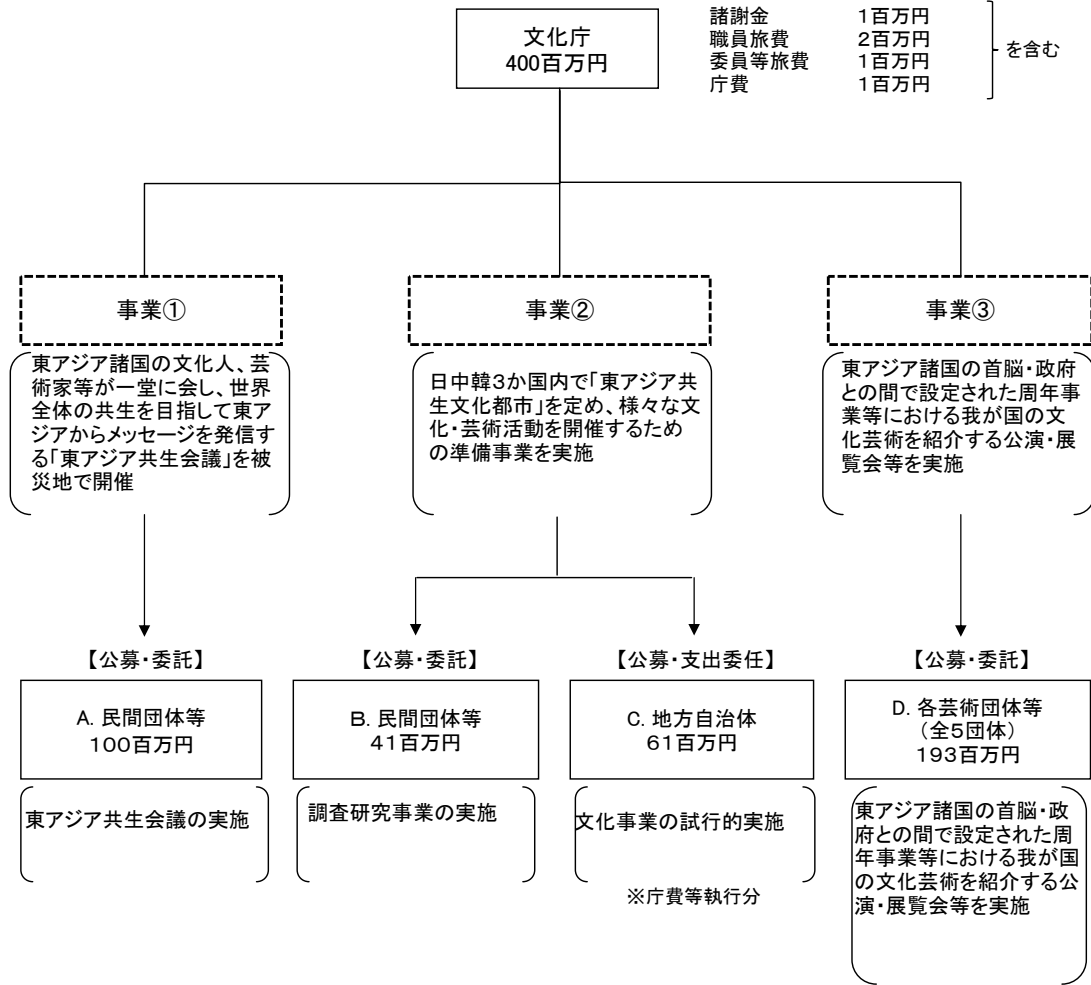 文化庁
400百万円
諸謝金 1百万円
職員旅費 2百万円
委員等旅費 1百万円
庁費 1百万円
を含む
事業①
東アジア諸国の文化人、芸
術家等が一堂に会し、世界
全体の共生を目指して東ア
ジアからメッセージを発信す
る「東アジア共生会議」を被
災地で開催
事業②
日中韓3か国内で「東アジア共
生文化都市」を定め、様々な文
化・芸術活動を開催するため
の準備事業を実施
事業③
東アジア諸国の首脳・政府
との間で設定された周年事
業等における我が国の文
化芸術を紹介する公演・展
覧会等を実施
【公募・委託】
A. 民間団体等
100百万円
東アジア共生会議の実施
【公募・委託】
B. 民間団体等
41百万円
調査研究事業の実施
【公募・支出委任】
C. 地方自治体
61百万円
文化事業の試行的実施
※庁費等執行分
【公募・委託】
D. 各芸術団体等
(全5団体)
193百万円
東アジア諸国の首脳・政
府との間で設定された周
年事業等における我が国
の文化芸術を紹介する公
演・展覧会等を実施